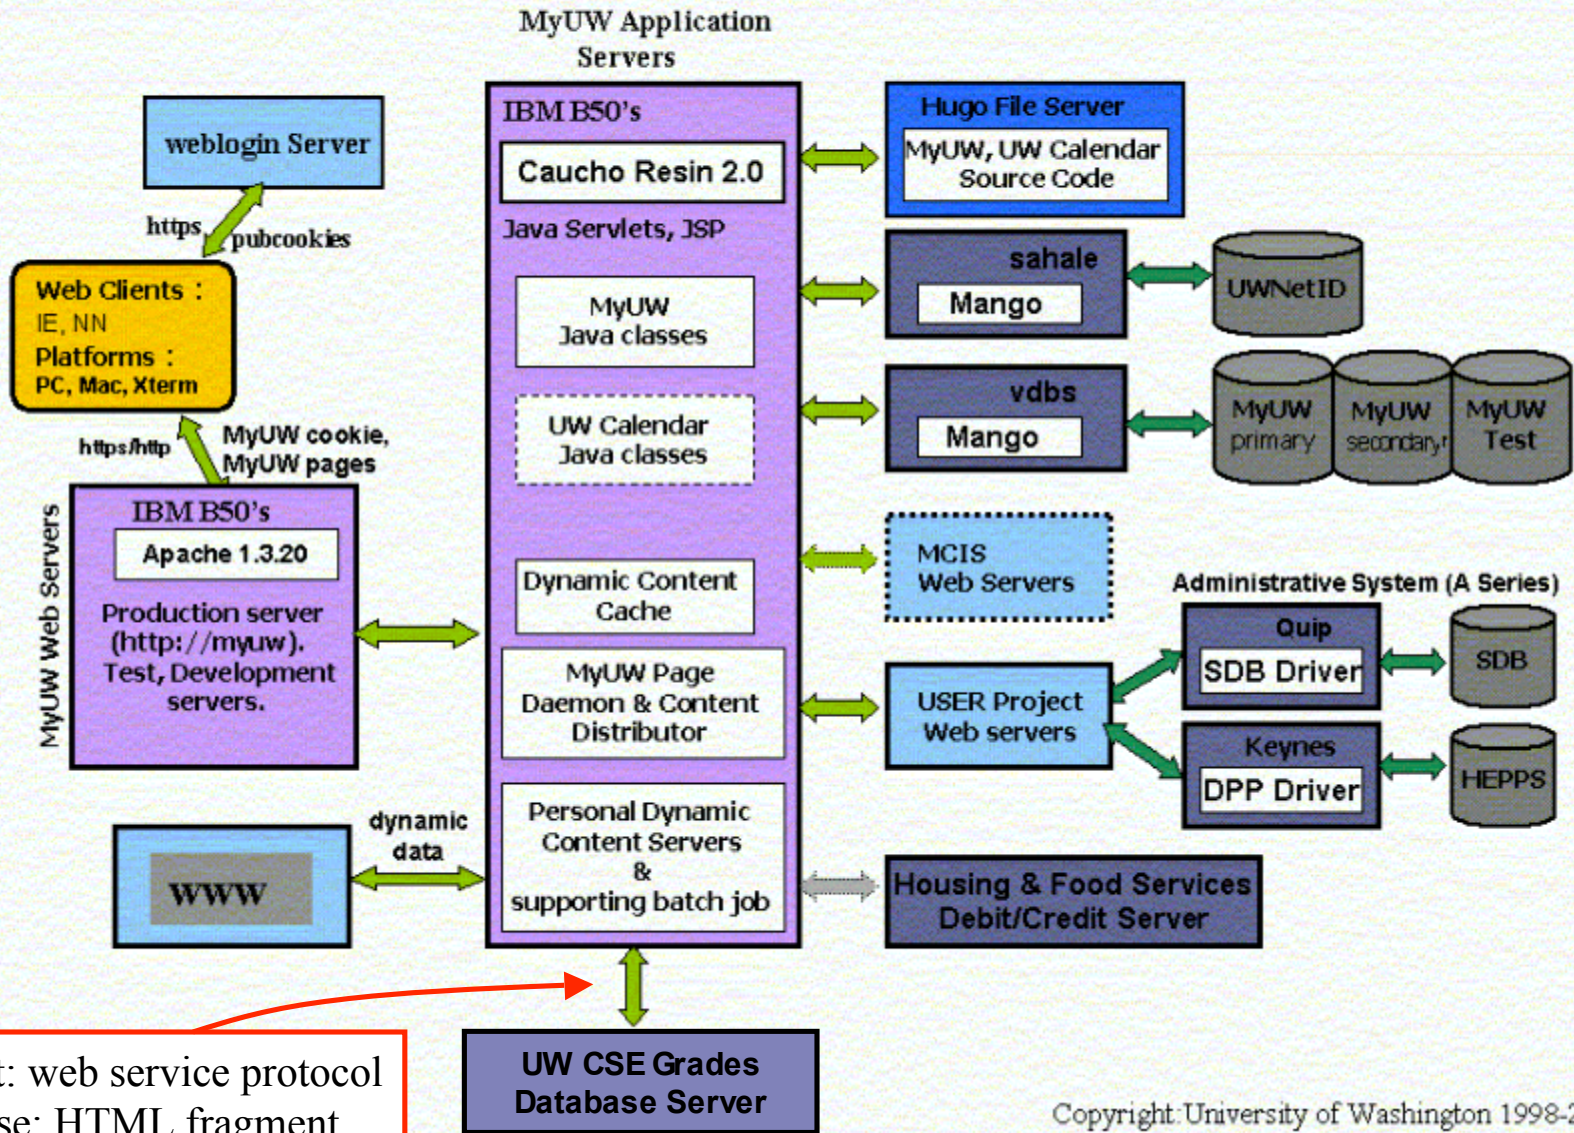 MyUW Application
Servers
weblogin Server
https
pubcookies
Web Clients :
IE, NN
Platforms :
PC, Mac, Xterm
https/http
MyUW cookie,
MyUW pages
MyUW Web Servers
IBM B50's
Apache 1.3.20
Production server
(http://myuw).
Test, Development
servers.
WWW
dynamic
data
IBM B50's
Caucho Resin 2.0
Java Servlets, JSP
MyUW
Java classes
UW Calendar
Java classes
Dynamic Content
Cache
MyUW Page
Daemon & Content
Distributor
Personal Dynamic
Content Servers
&
supporting batch job
Hugo File Server
MyUW, UW Calendar
Source Code
sahale
Mango
UWNetID
vdbs
Mango
MyUW
primary
MyUW
secondary
MyUW
Test
MCIS
Web Servers
Administrative System (A Series)
USER Project
Web servers
Quip
SDB Driver
SDB
Keynes
DPP Driver
HEPPS
Housing & Food Services
Debit/Credit Server
UW CSE Grades
Database Server
: web service protocol
: HTML fragment
Copyright:University of Washington 1998-